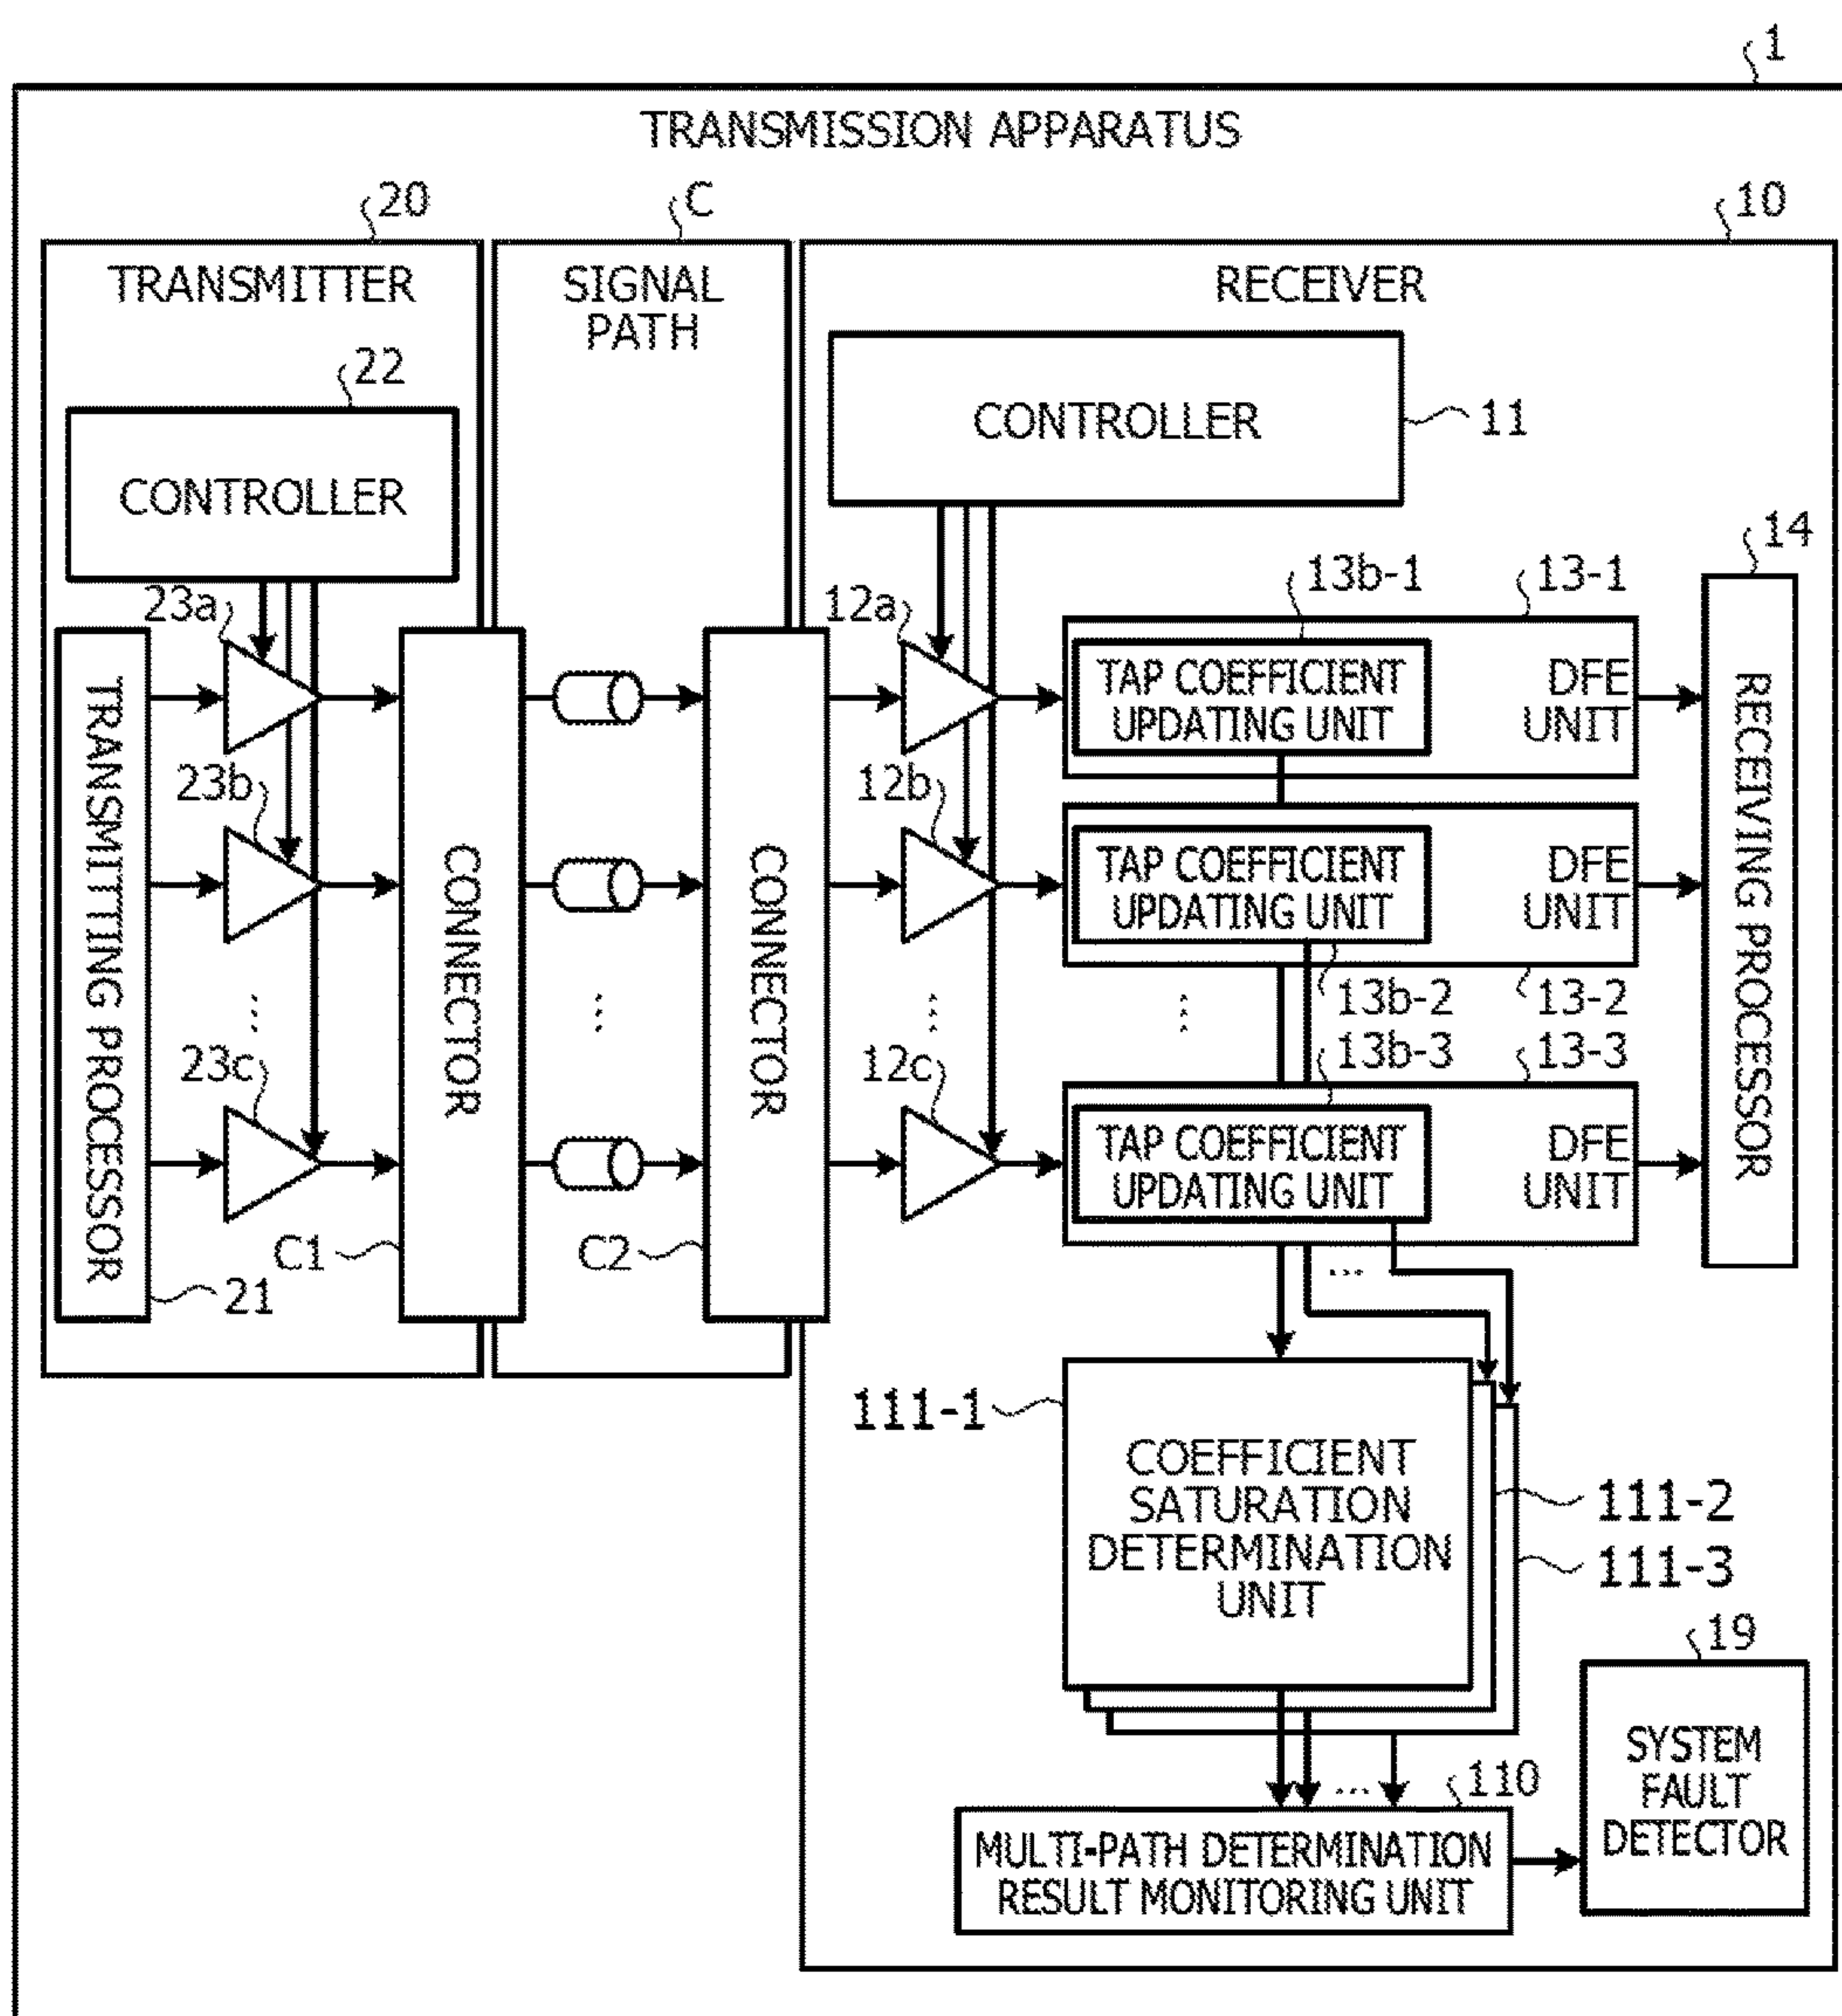 1
TRANSMISSION APPARATUS
20
C
10
TRANSMITTER
SIGNAL
PATH
RECEIVER
22
CONTROLLER
CONTROLLER
11
14
23a
12a
13b-1
13-1
TAP COEFFICIENT
UPDATING UNIT
DFE
UNIT
23b
12b
TAP COEFFICIENT
UPDATING UNIT
DFE
UNIT
TRANSMITTING PROCESSOR
CONNECTOR
CONNECTOR
RECEIVING PROCESSOR
...
...
...
...
13b-2
13-2
23c
12c
13b-3
13-3
TAP COEFFICIENT
UPDATING UNIT
DFE
UNIT
C1
C2
21
...
111-1
COEFFICIENT
SATURATION
DETERMINATION
UNIT
111-2
111-3
19
SYSTEM
FAULT
DETECTOR
...
110
MULTI-PATH DETERMINATION
RESULT MONITORING UNIT